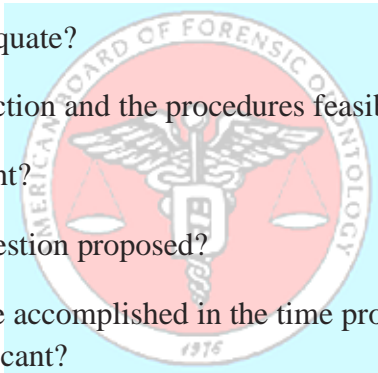 quate?
AMERICAN BOARD OF FORENSIC ODONTOLOGY
ction and the procedures feasib
nt?
D
estion proposed?
e accomplished in the time pro
1976
cant?